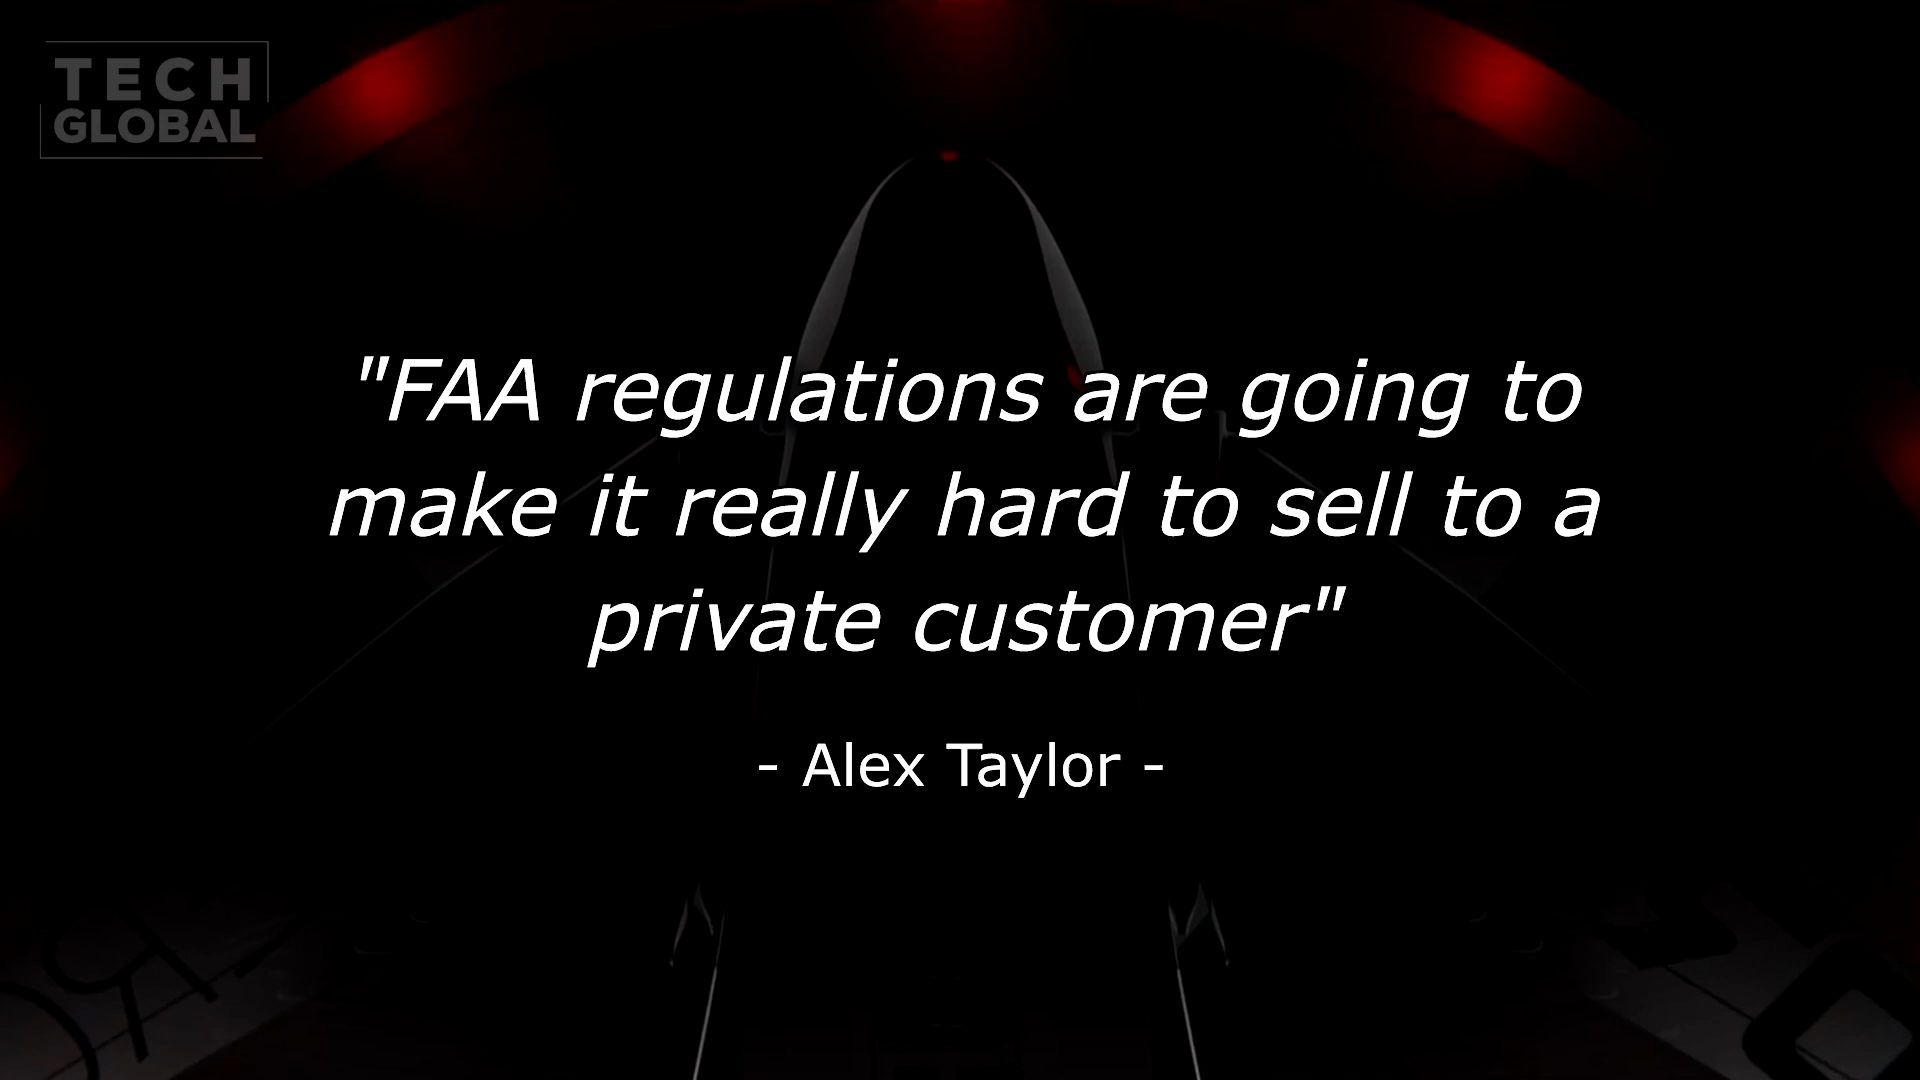 TECH
GLOBAL
"FAA regulations are going to
make it really hard to sell to a
private customer"
- Alex Taylor -